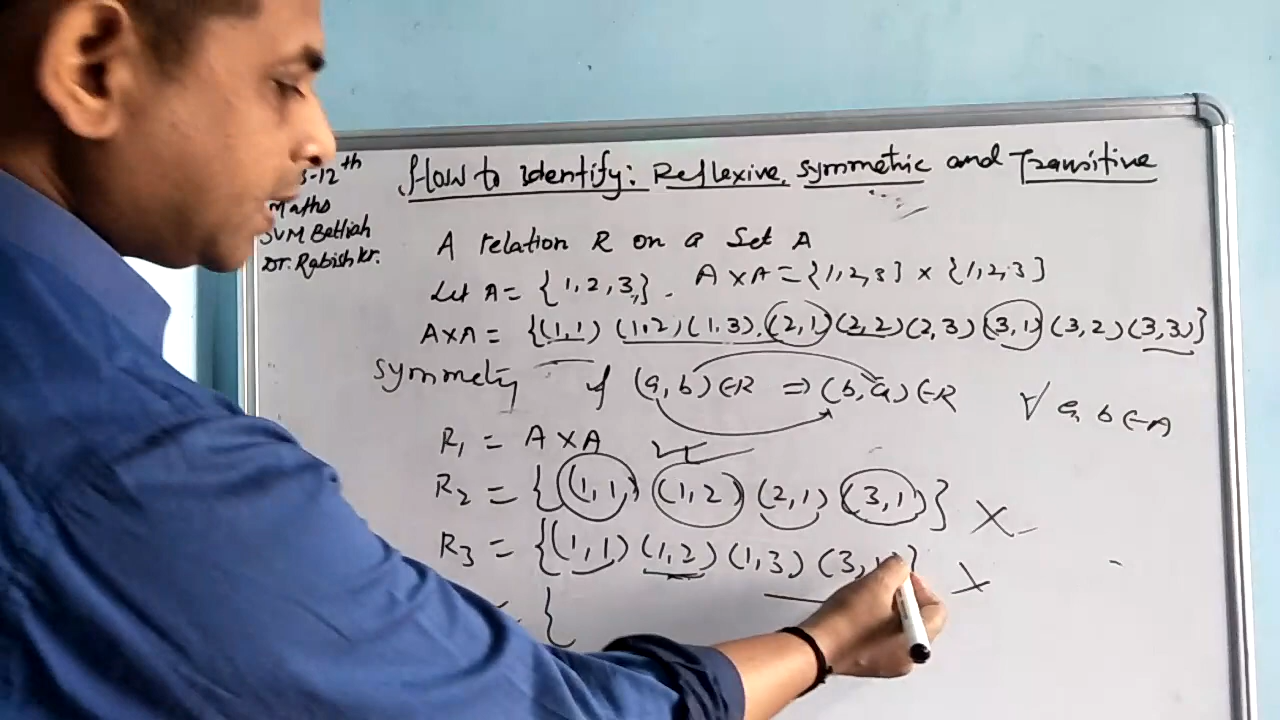 -12th
Maths
SVM Bettiah
Dr. Rabish Kr.
How to identify: Reflexive, symmetric and Transitive
A relation R on a set A
Let A = {1,2,3}. A×A = {1,2,3} × {1,2,3}
A×A = {(1,1) (1,2) (1,3), (2,1) (2,2) (2,3) (3,1) (3,2) (3,3)}
Symmety if (a,b)∈R ⇒ (b,a)∈R ∀ a, b ∈ A
R₁ = A×A
R₂ = {(1,1) (1,2) (2,1) (3,1)} ×
R₃ = {(1,1) (1,2) (1,3) (3, } ×
= {